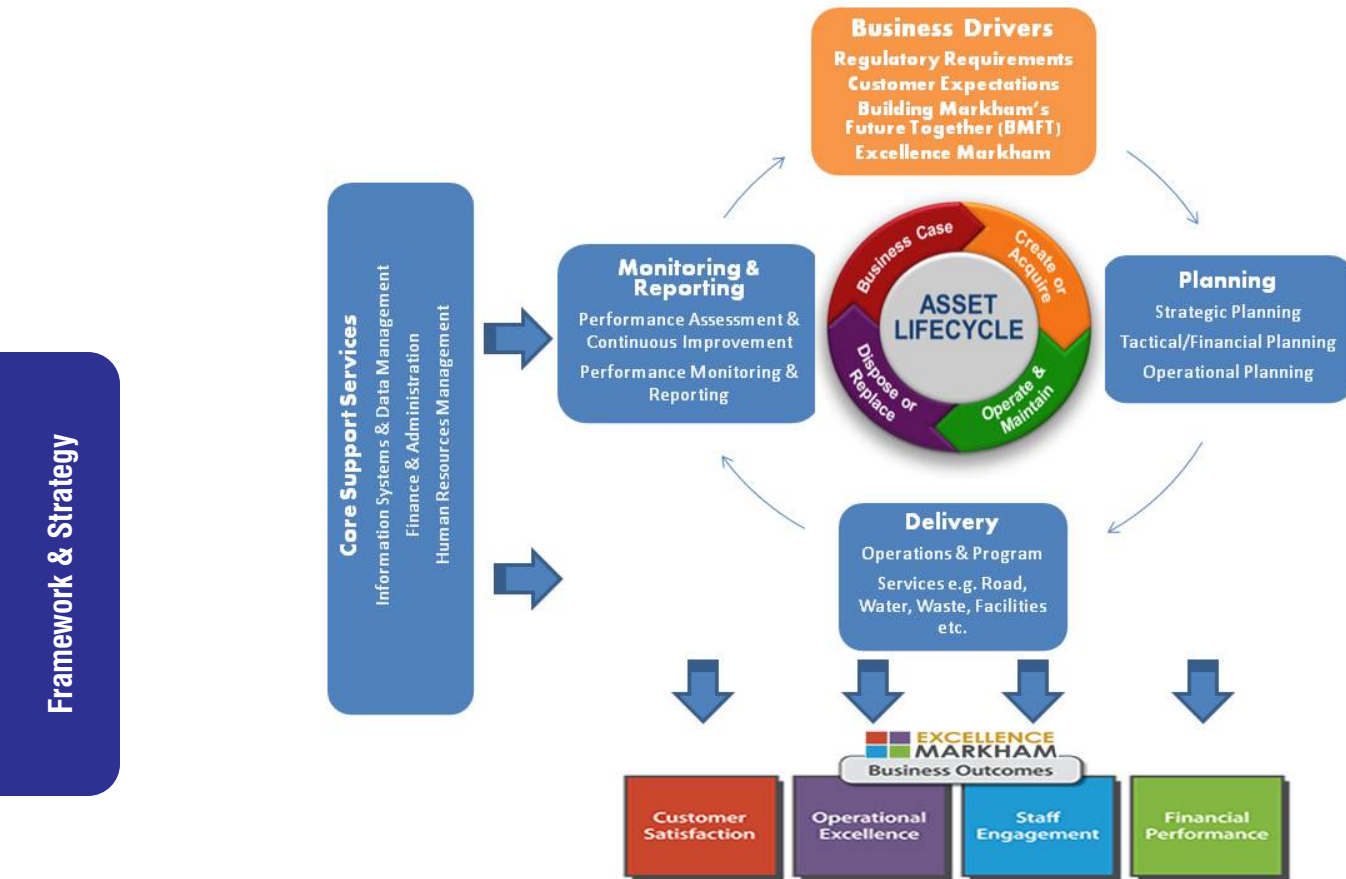 Framework & Strategy
Core Support Services
Information Systems & Data Management
Finance & Administration
Human Resources Management
Business Drivers
Regulatory Requirements
Customer Expectations
Building Markham's
Future Together (BMFT)
Excellence Markham
Monitoring &
Reporting
Performance Assessment &
Continuous Improvement
Performance Monitoring &
Reporting
Business Case
Create or
Acquire
Operate &
Maintain
Dispose or
Replace
ASSET
LIFECYCLE
Planning
Strategic Planning
Tactical/Financial Planning
Operational Planning
Delivery
Operations & Program
Services e.g. Road,
Water, Waste, Facilities
etc.
EXCELLENCE
MARKHAM
Business Outcomes
Customer
Satisfaction
Operational
Excellence
Staff
Engagement
Financial
Performance